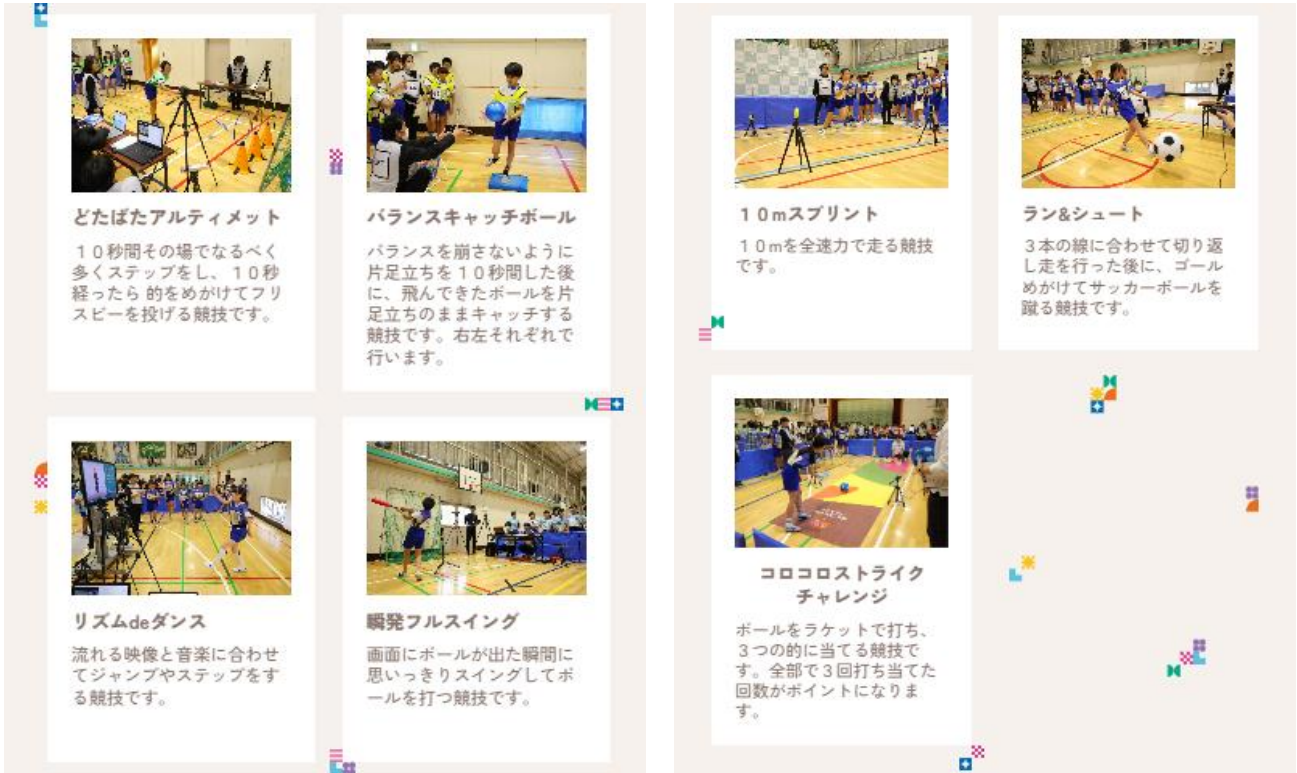 どたばたアルティメット
１０秒間その場でなるべく
多くステップをし、１０秒
経ったら 的をめがけてフリ
スビーを投げる競技です。
バランスキャッチボール
バランスを崩さないように
片足立ちを１０秒間した後
に、飛んできたボールを片
足立ちのままキャッチする
競技です。右左それぞれで
行います。
リズムdeダンス
流れる映像と音楽に合わせ
てジャンプやステップをす
る競技です。
瞬発フルスイング
画面にボールが出た瞬間に
思いっきりスイングしてボ
ールを打つ競技です。
１０mスプリント
１０mを全速力で走る競技
です。
ラン&シュート
３本の線に合わせて切り返
し走を行った後に、ゴール
めがけてサッカーボールを
蹴る競技です。
コロコロストライク
チャレンジ
ボールをラケットで打ち、
３つの的に当てる競技で
す。全部で３回打ち当てた
回数がポイントになりま
す。